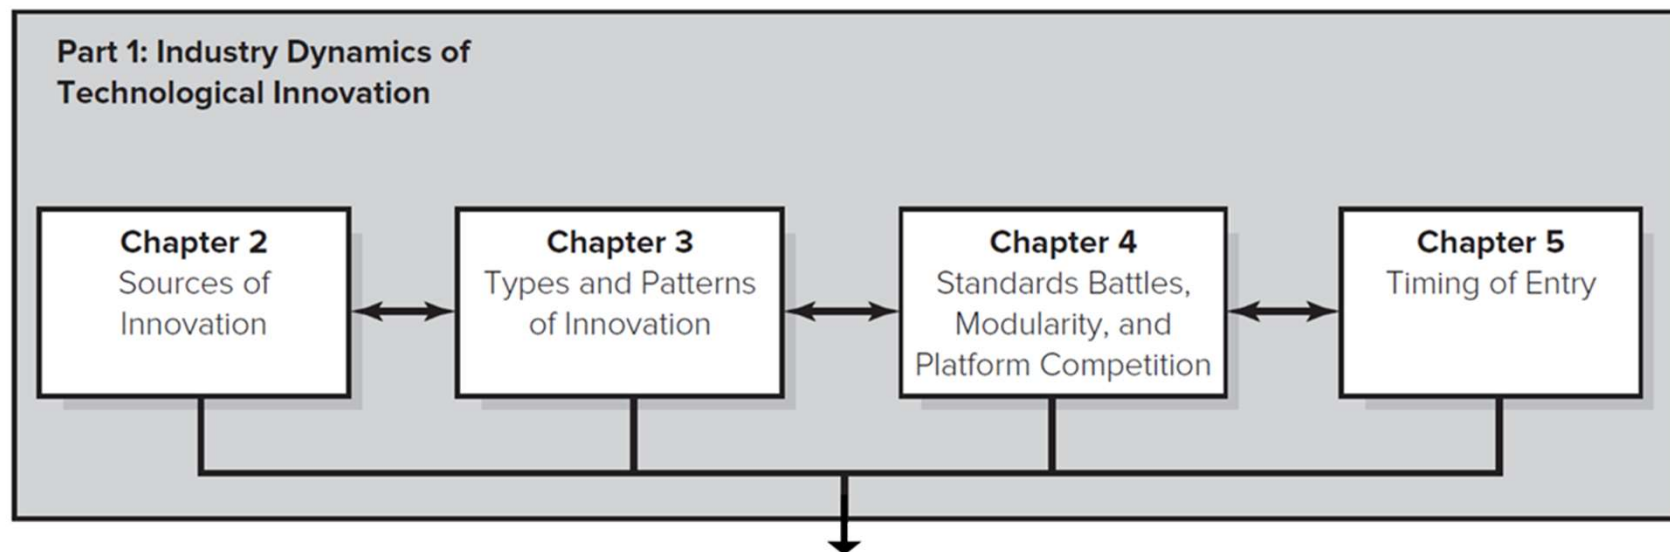 Part 1: Industry Dynamics of
Technological Innovation
Chapter 2
Sources of
Innovation
Chapter 3
Types and Patterns
of Innovation
Chapter 4
Standards Battles,
Modularity, and
Platform Competition
Chapter 5
Timing of Entry